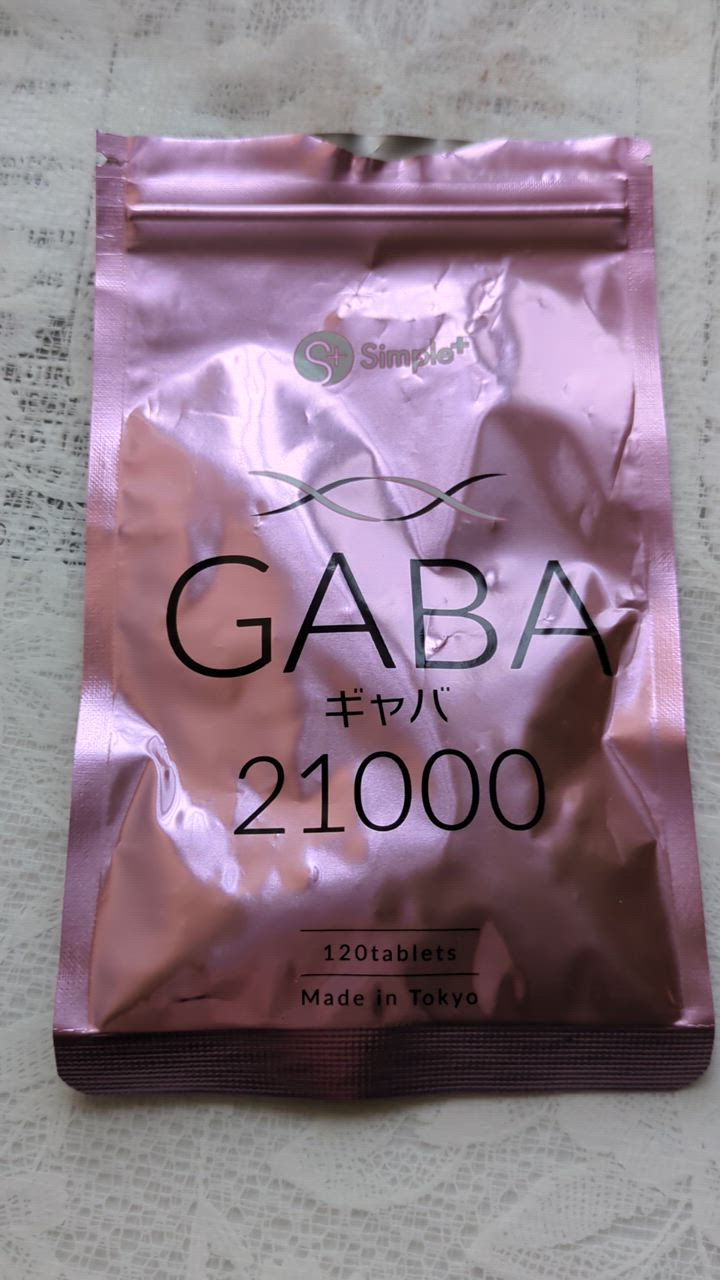 S+ Simple+
GABA
ギャバ
21000
120tablets
Made in Tokyo